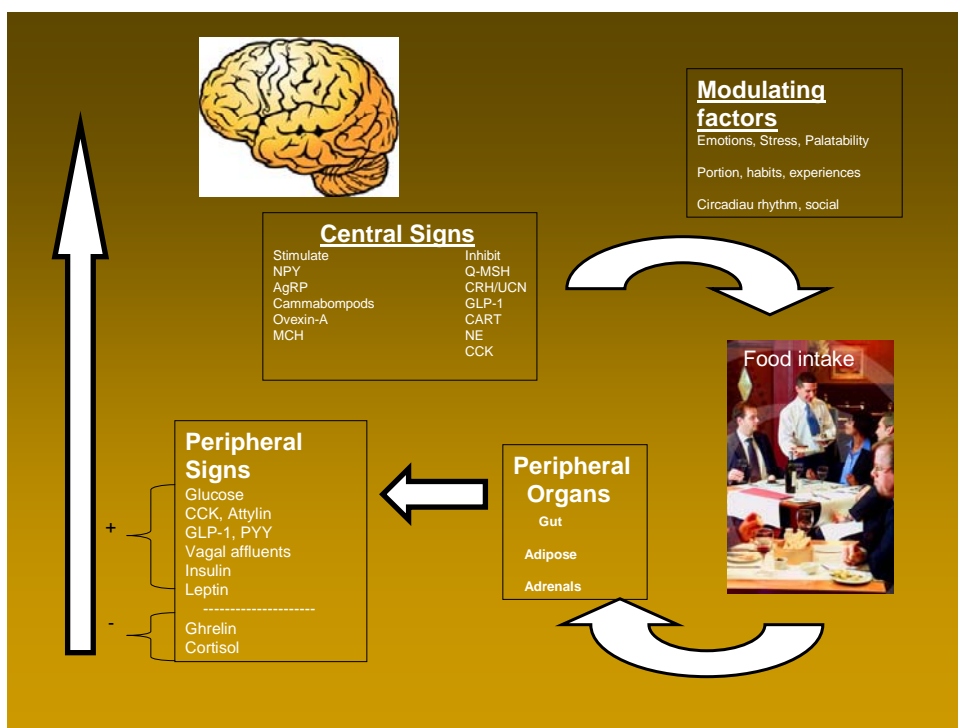 Modulating
factors
Emotions, Stress, Palatability
Portion, habits, experiences
Circadiau rhythm, social
Central Signs
Stimulate
NPY
AgRP
Cammabompods
Ovexin-A
MCH
Inhibit
Q-MSH
CRH/UCN
GLP-1
CART
NE
CCK
Food intake
Peripheral
Signs
Glucose
CCK, Attylin
GLP-1, PYY
Vagal affluents
Insulin
Leptin
---------------------
Ghrelin
Cortisol
+
-
Peripheral
Organs
Gut
Adipose
Adrenals